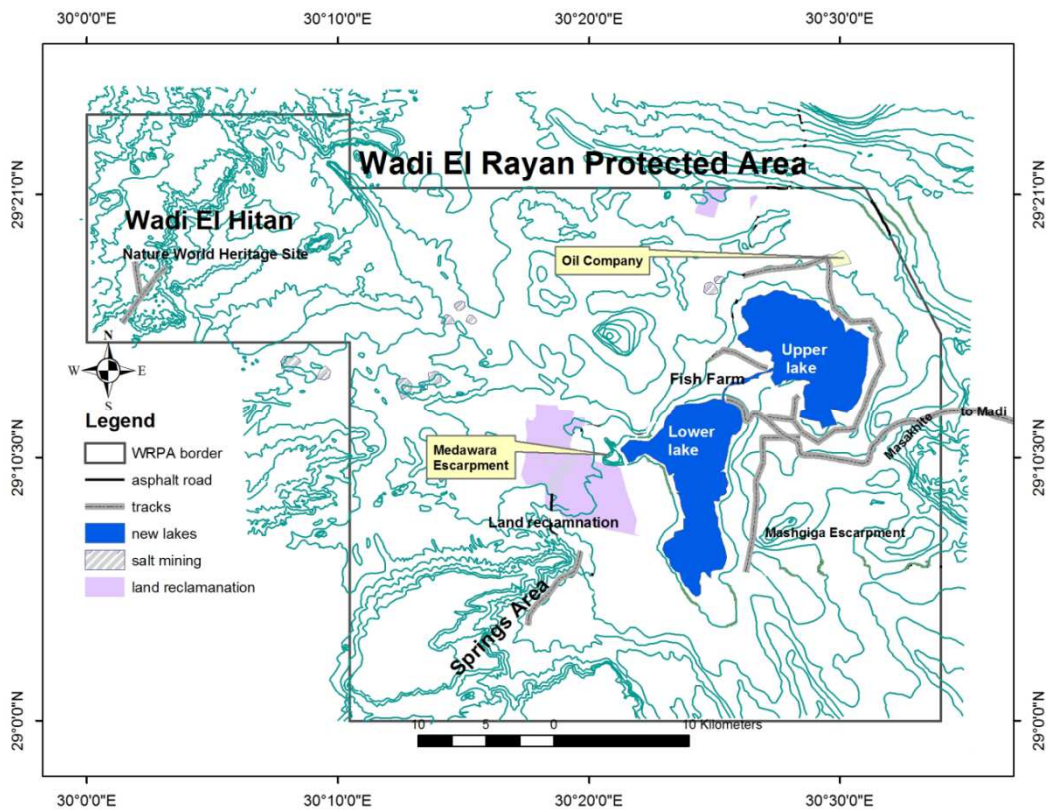 30°0'0"E 30°10'0"E 30°20'0"E 30°30'0"E
29°21'0"N
29°21'0"N
29°10'30"N
29°10'30"N
29°0'0"N
29°0'0"N
Wadi El Rayan Protected Area
Wadi El Hitan
Nature World Heritage Site
Oil Company
Upper
lake
Fish Farm
Lower
lake
to Madi
Masakhite
Medawara
Escarpment
Land reclamnation
Mashgiga Escarpment
Springs Area
N
W E
S
Legend
WRPA border
asphalt road
tracks
new lakes
salt mining
land reclamanation
10 5 0 10 Kilometers
30°0'0"E 30°10'0"E 30°20'0"E 30°30'0"E